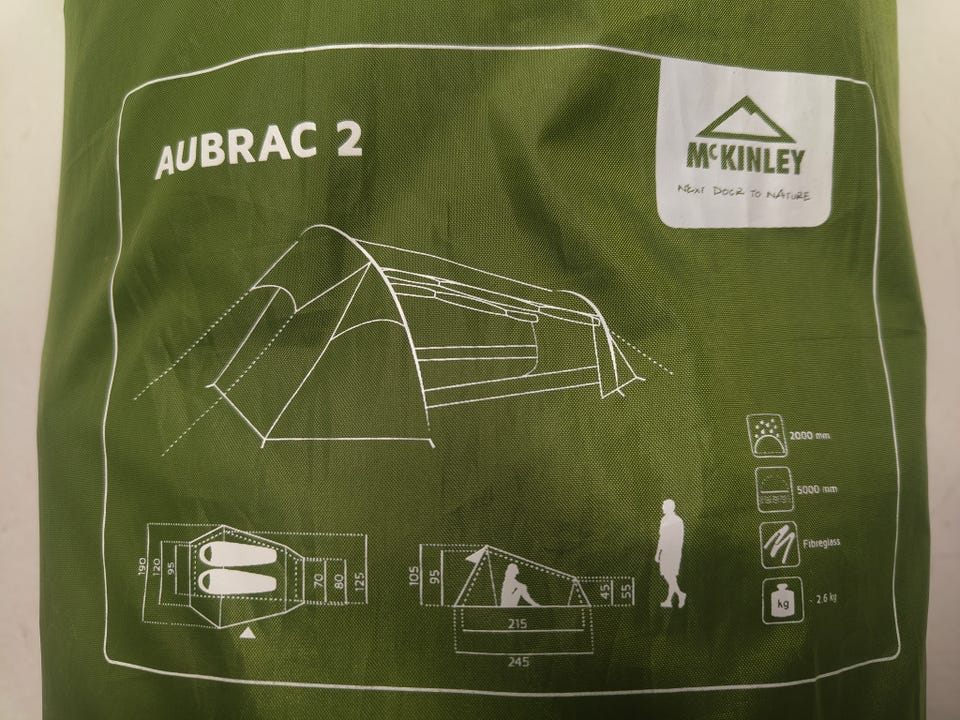 AUBRAC 2
McKINLEY
NEXT DOOR TO NATURE
2000 mm
5000 mm
Fibreglass
kg
~ 2.6 kg
190
120
95
70
80
125
105
95
45
55
215
245